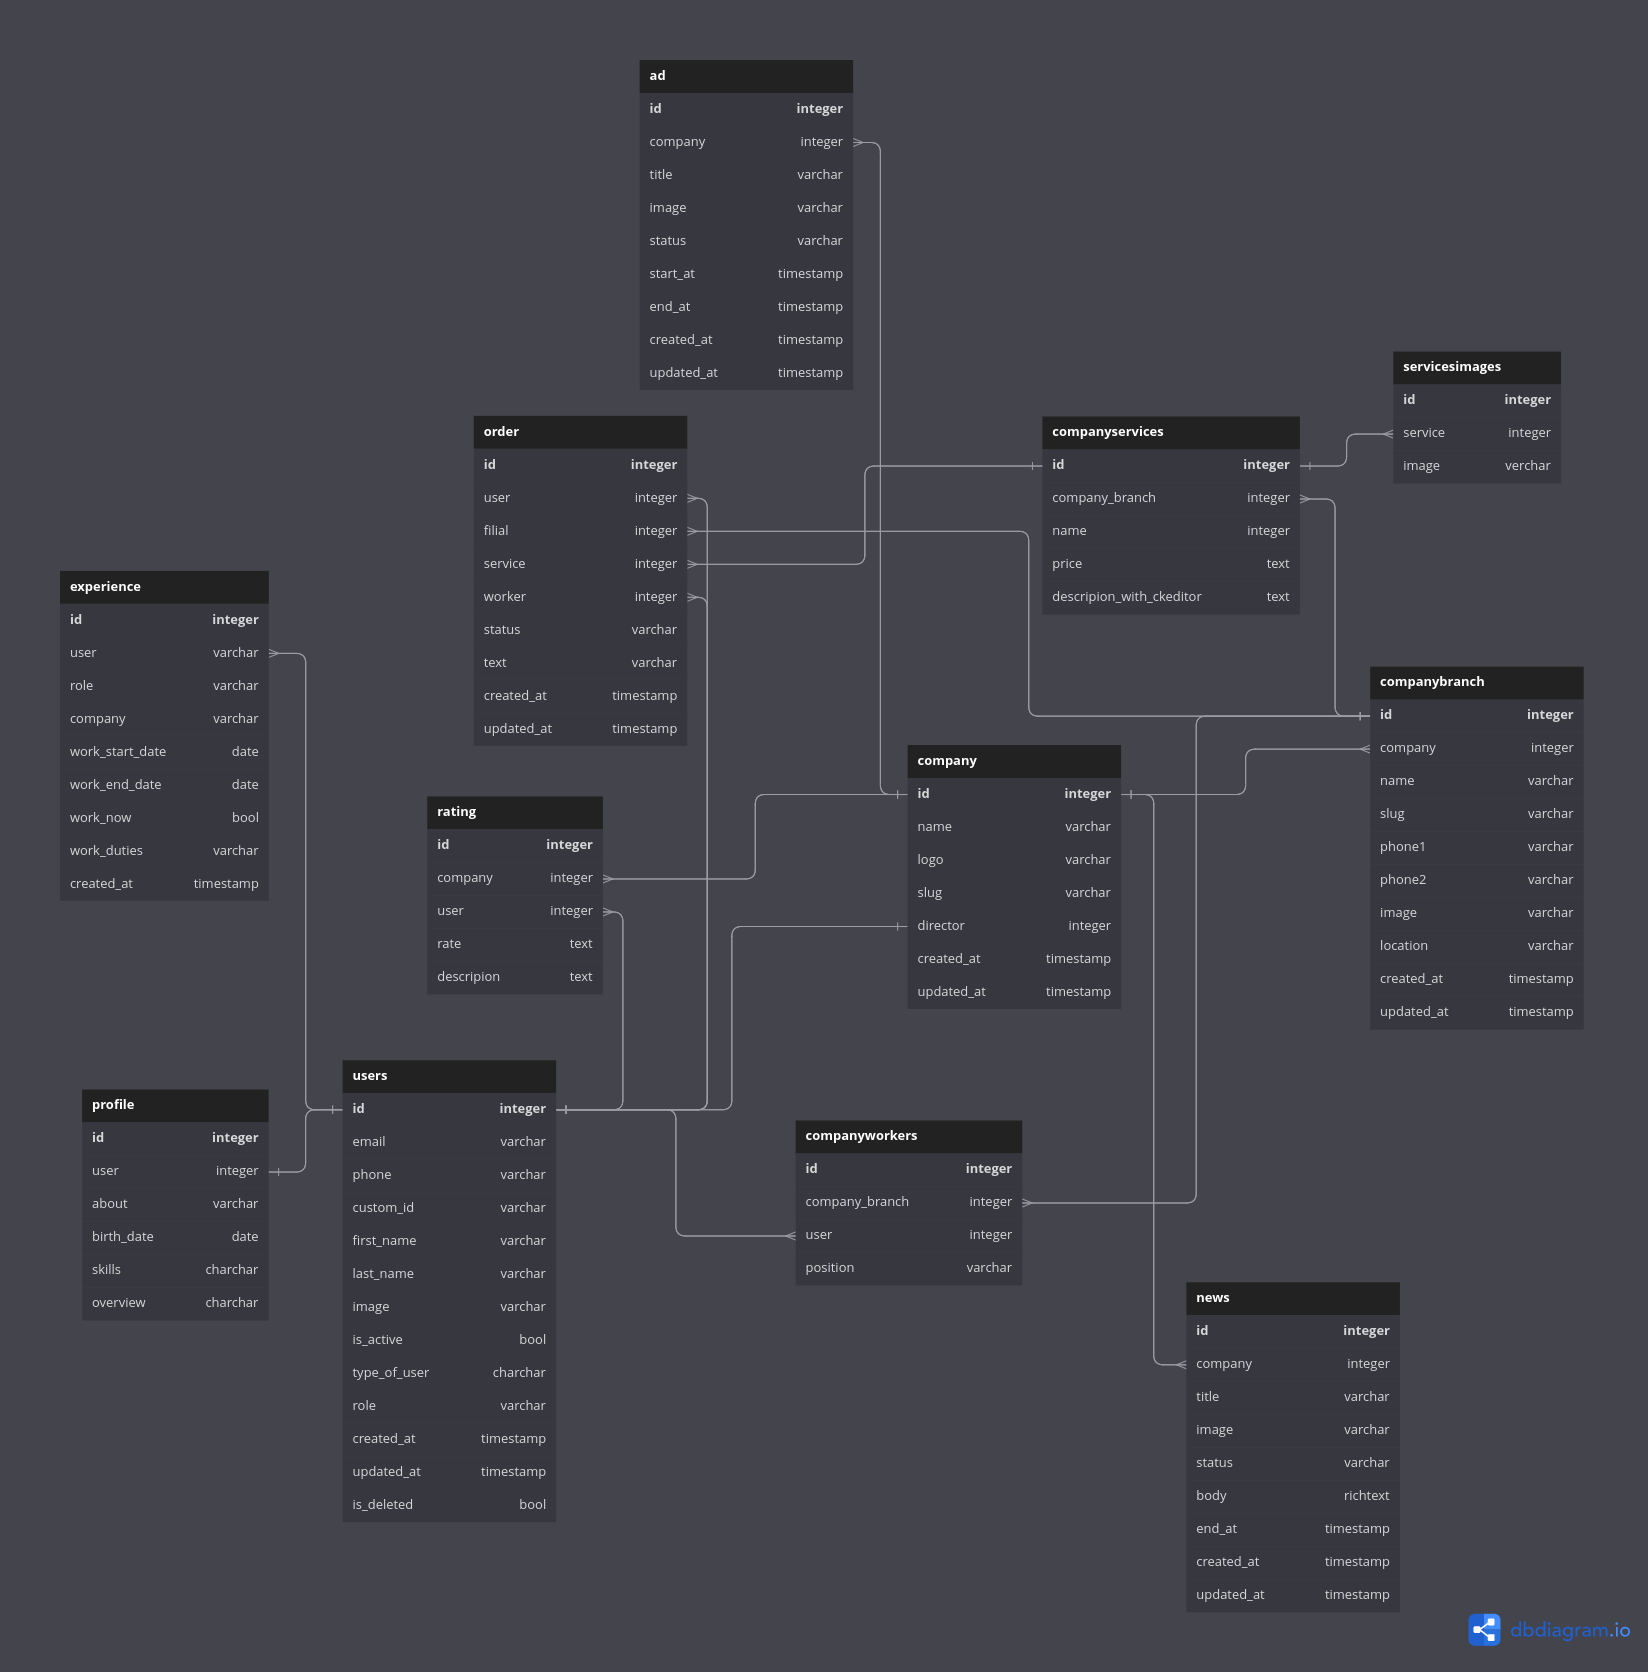 ad
id integer
company integer
title varchar
image varchar
status varchar
start_at timestamp
end_at timestamp
created_at timestamp
updated_at timestamp
servicesimages
id integer
service integer
image verchar
order
id integer
user integer
filial integer
service integer
worker integer
status varchar
text varchar
created_at timestamp
updated_at timestamp
companyservices
id integer
company_branch integer
name integer
price text
descripion_with_ckeditor text
experience
id integer
user varchar
role varchar
company varchar
work_start_date date
work_end_date date
work_now bool
work_duties varchar
created_at timestamp
companybranch
id integer
company integer
name varchar
slug varchar
phone1 varchar
phone2 varchar
image varchar
location varchar
created_at timestamp
updated_at timestamp
company
id integer
name varchar
logo varchar
slug varchar
director integer
created_at timestamp
updated_at timestamp
rating
id integer
company integer
user integer
rate text
descripion text
users
id integer
email varchar
phone varchar
custom_id varchar
first_name varchar
last_name varchar
image varchar
is_active bool
type_of_user charchar
role varchar
created_at timestamp
updated_at timestamp
is_deleted bool
profile
id integer
user integer
about varchar
birth_date date
skills charchar
overview charchar
companyworkers
id integer
company_branch integer
user integer
position varchar
news
id integer
company integer
title varchar
image varchar
status varchar
body richtext
end_at timestamp
created_at timestamp
updated_at timestamp
dbdiagram.io